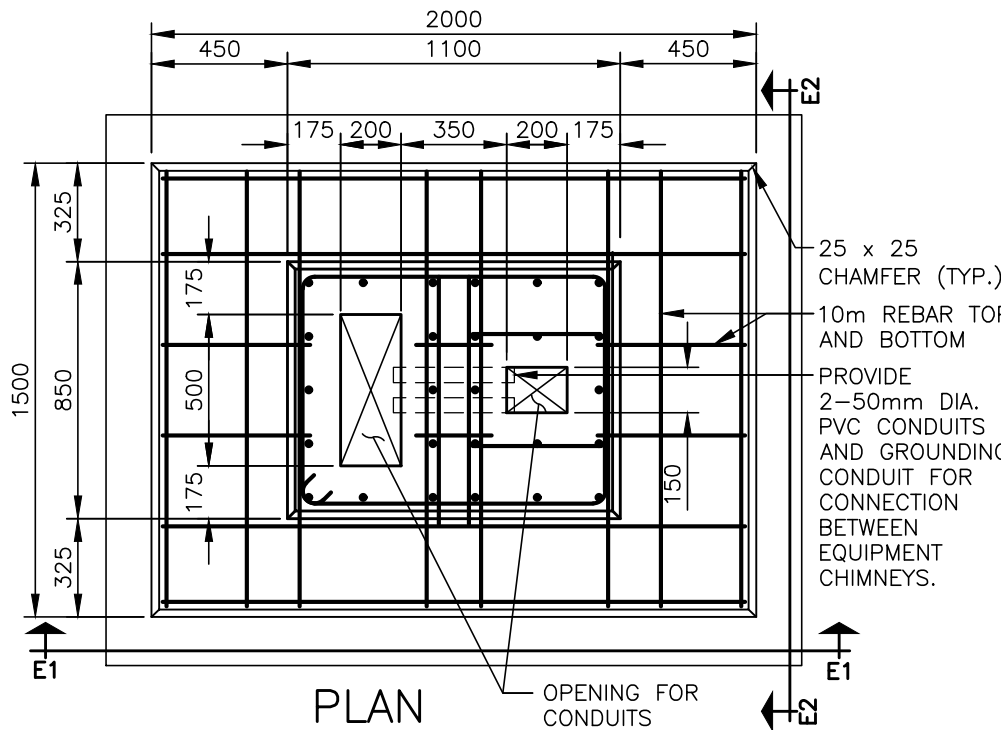 2000
450 1100 450
E2
175 200 350 200 175
325
175
1500
850
500
150
175
325
25 x 25
CHAMFER (TYP.)
10m REBAR TOP
AND BOTTOM
PROVIDE
2-50mm DIA.
PVC CONDUITS
AND GROUNDING
CONDUIT FOR
CONNECTION
BETWEEN
EQUIPMENT
CHIMNEYS.
E1 E1
PLAN
OPENING FOR
CONDUITS
E2